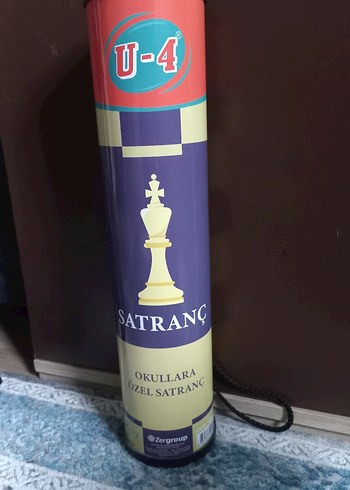 U-4
SATRANÇ
OKULLARA
ÖZEL SATRANÇ
Zergroup